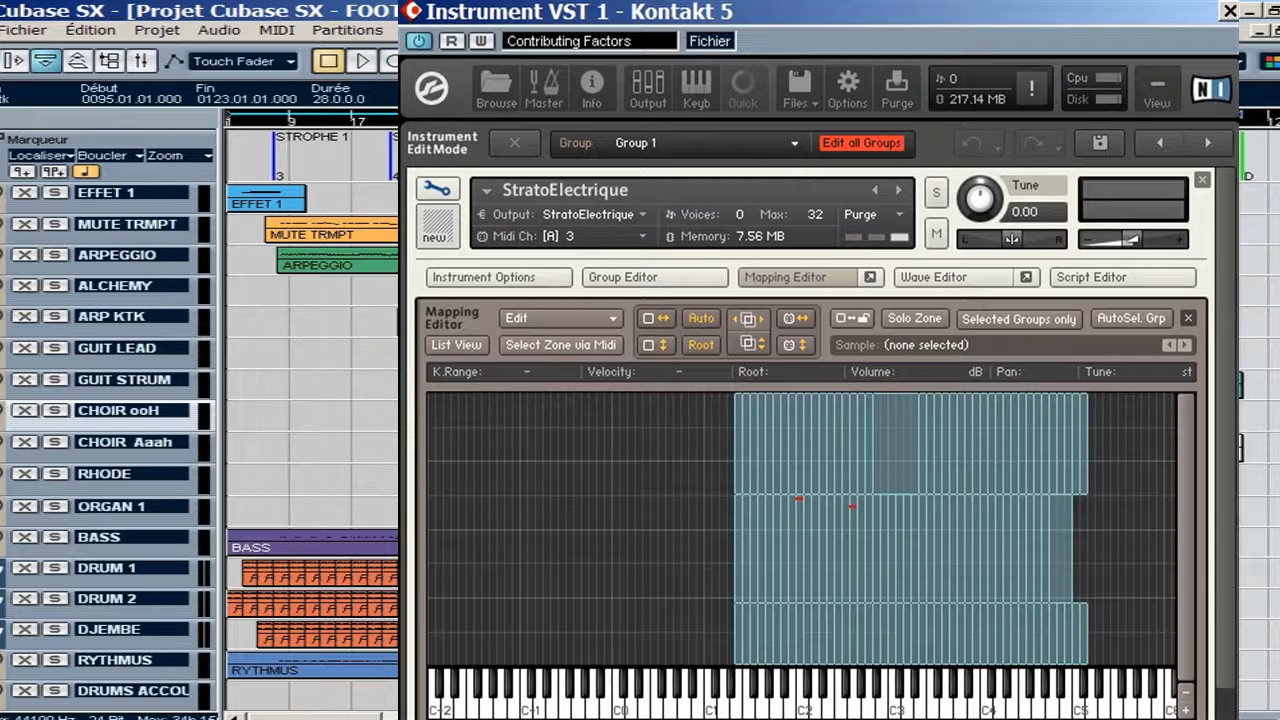 Cubase SX - [Projet Cubase SX - FOOT
Fichier Édition Projet Audio MIDI Partitions
Touch Fader
Début
Fin
0095.01.01.000
0123.01.01.000
Durée
28.0.0.0
9 17
Marqueur
STROPHE 1
Localiser Boucler Zoom
3
EFFET 1
EFFET 1
MUTE TRMPT
MUTE TRMPT
ARPEGGIO
ARPEGGIO
ALCHEMY
ARP KTK
GUIT LEAD
GUIT STRUM
CHOIR ooH
CHOIR Aaah
RHODE
ORGAN 1
BASS
BASS
DRUM 1
DRUM 2
DJEMBE
RYTHMUS
RYTHMUS
DRUMS ACCOU
Instrument VST 1 - Kontakt 5
R W Contributing Factors Fichier
Browse Master Info Output Keyb Quick Files Options Purge
0
217.14 MB
!
Cpu
Disk
View
NI
Instrument
Edit Mode
Group Group 1 Edit all Groups
StratoElectrique
new
Output: StratoElectrique Voices: 0 Max: 32 Purge
Midi Ch: [A] 3 Memory: 7.56 MB
S
M
Tune
0.00
L R
Instrument Options Group Editor Mapping Editor Wave Editor Script Editor
Mapping
Editor
Edit Auto Solo Zone Selected Groups only AutoSel. Grp
List View Select Zone via Midi Root Sample: (none selected)
K.Range: - Velocity: - Root: Volume: dB Pan: Tune: st
C-2 C-1 C0 C1 C2 C3 C4 C5 C6